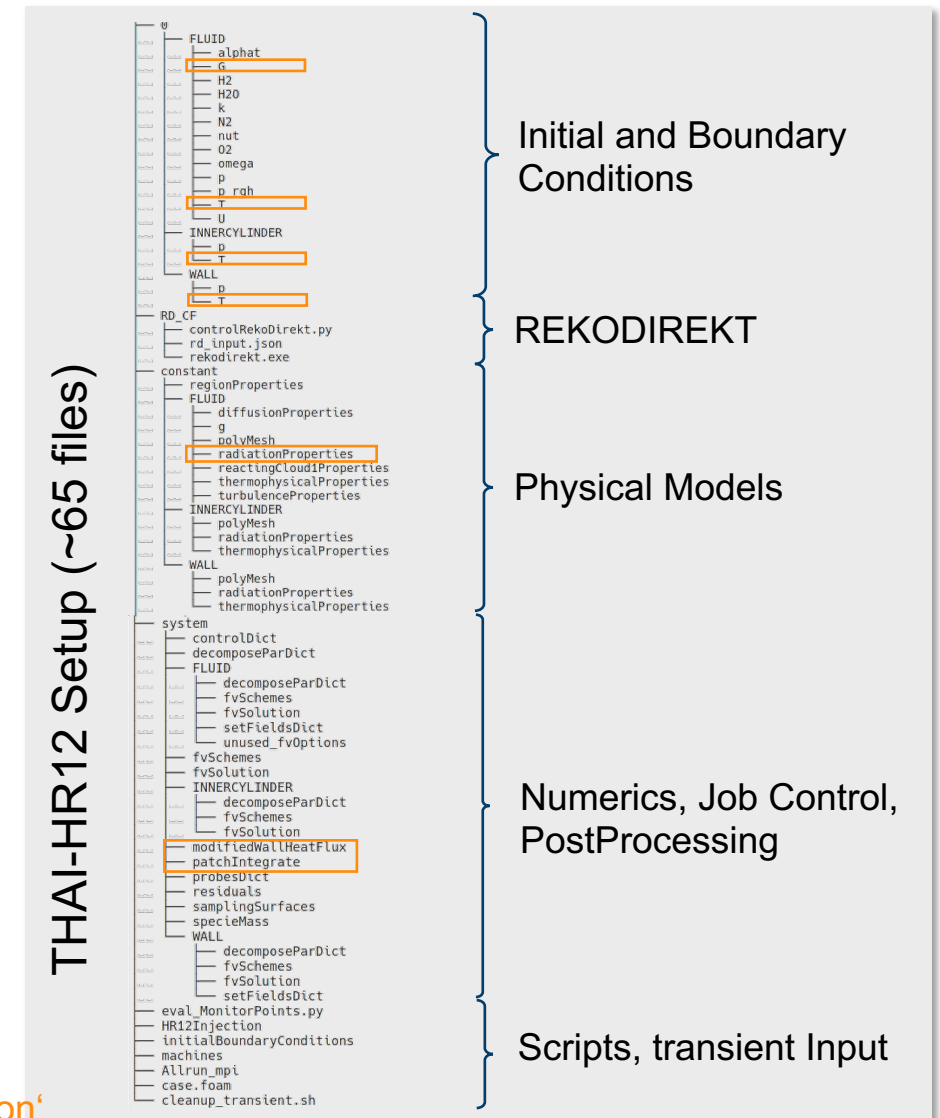 THAI-HR12 Setup (~65 files)
0
FLUID
alphat
G
H2
H2O
k
N2
nut
O2
omega
p
p_rgh
T
U
INNERCYLINDER
p
T
WALL
p
T
Initial and Boundary
Conditions
RD_CF
controlRekoDirekt.py
rd_input.json
rekodirekt.exe
REKODIREKT
constant
regionProperties
FLUID
diffusionProperties
g
polyMesh
radiationProperties
reactingCloud1Properties
thermophysicalProperties
turbulenceProperties
INNERCYLINDER
polyMesh
radiationProperties
thermophysicalProperties
WALL
polyMesh
radiationProperties
thermophysicalProperties
Physical Models
system
controlDict
decomposeParDict
FLUID
decomposeParDict
fvSchemes
fvSolution
setFieldsDict
unused_fvOptions
fvSchemes
fvSolution
INNERCYLINDER
decomposeParDict
fvSchemes
fvSolution
modifiedWallHeatFlux
patchIntegrate
probesDict
residuals
samplingSurfaces
specieMass
WALL
decomposeParDict
fvSchemes
fvSolution
setFieldsDict
Numerics, Job Control,
PostProcessing
eval_MonitorPoints.py
HR12Injection
initialBoundaryConditions
machines
Allrun_mpi
case.foam
cleanup_transient.sh
Scripts, transient Input
on‘